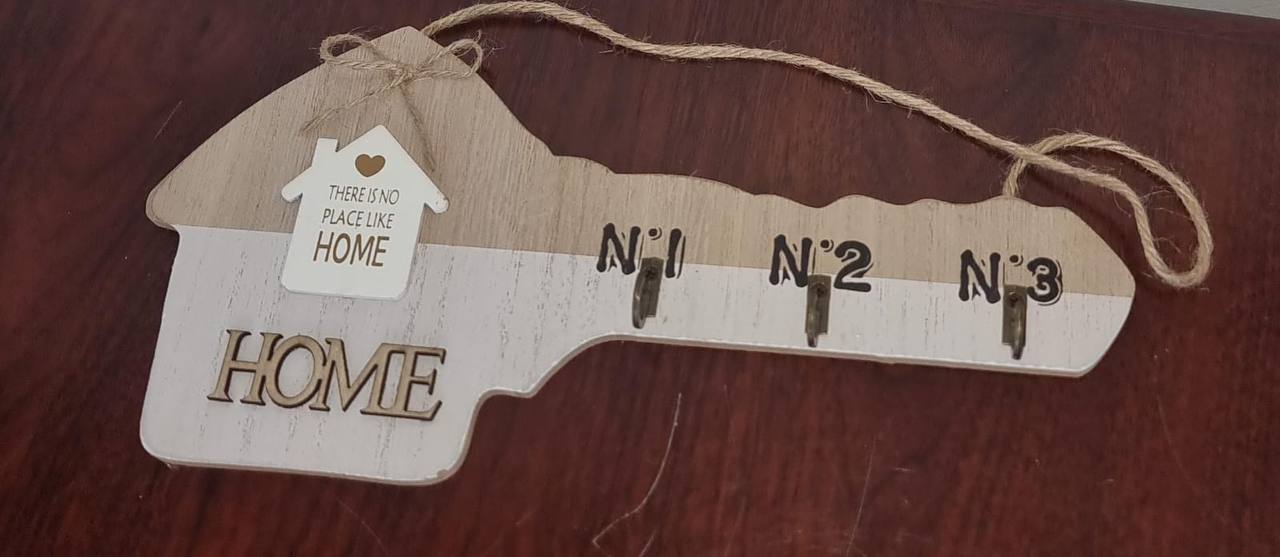 THERE IS NO
PLACE LIKE
HOME
HOME
N°1 N°2 N°3